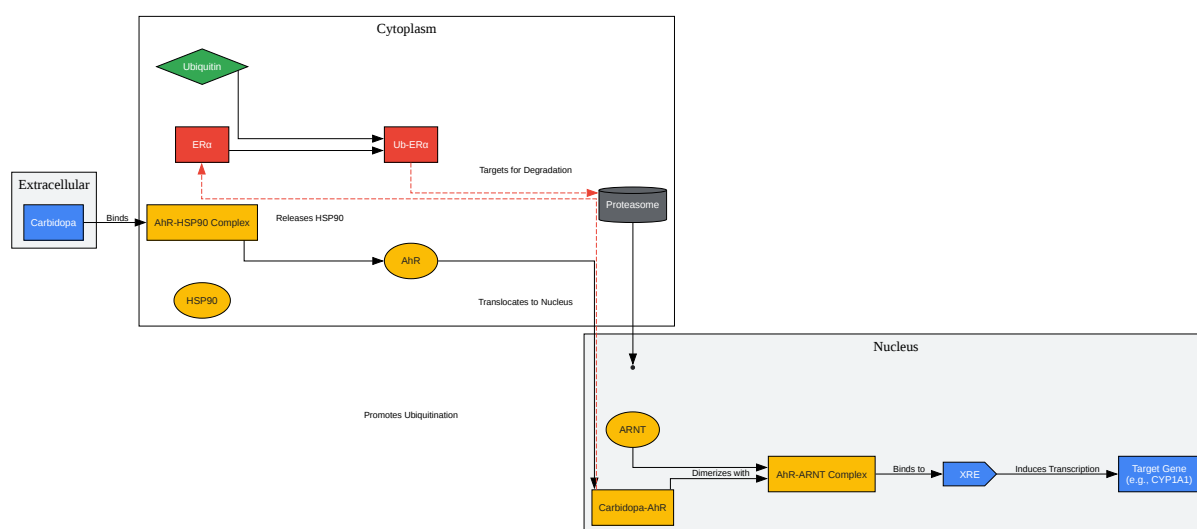 Cytoplasm
Ubiquitin
ERα
Ub-ERα
Targets for Degradation
Extracellular
Proteasome
Carbidopa
Binds
AhR-HSP90 Complex
Releases HSP90
AhR
HSP90
Translocates to Nucleus
Nucleus
Promotes Ubiquitination
ARNT
Dimerizes with
AhR-ARNT Complex
Binds to
XRE
Induces Transcription
Target Gene
(e.g., CYP1A1)
Carbidopa-AhR